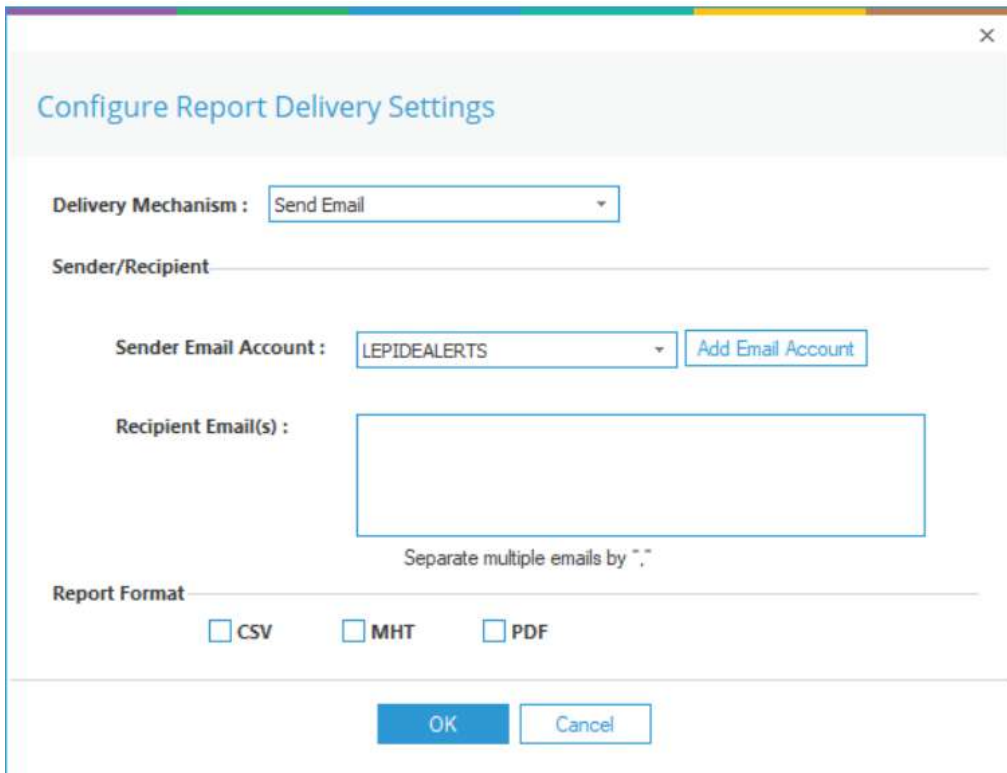 Configure Report Delivery Settings
Delivery Mechanism : Send Email
Sender/Recipient
Sender Email Account : LEPIDEALERTS Add Email Account
Recipient Email(s) :
Separate multiple emails by ","
Report Format
CSV MHT PDF
OK Cancel